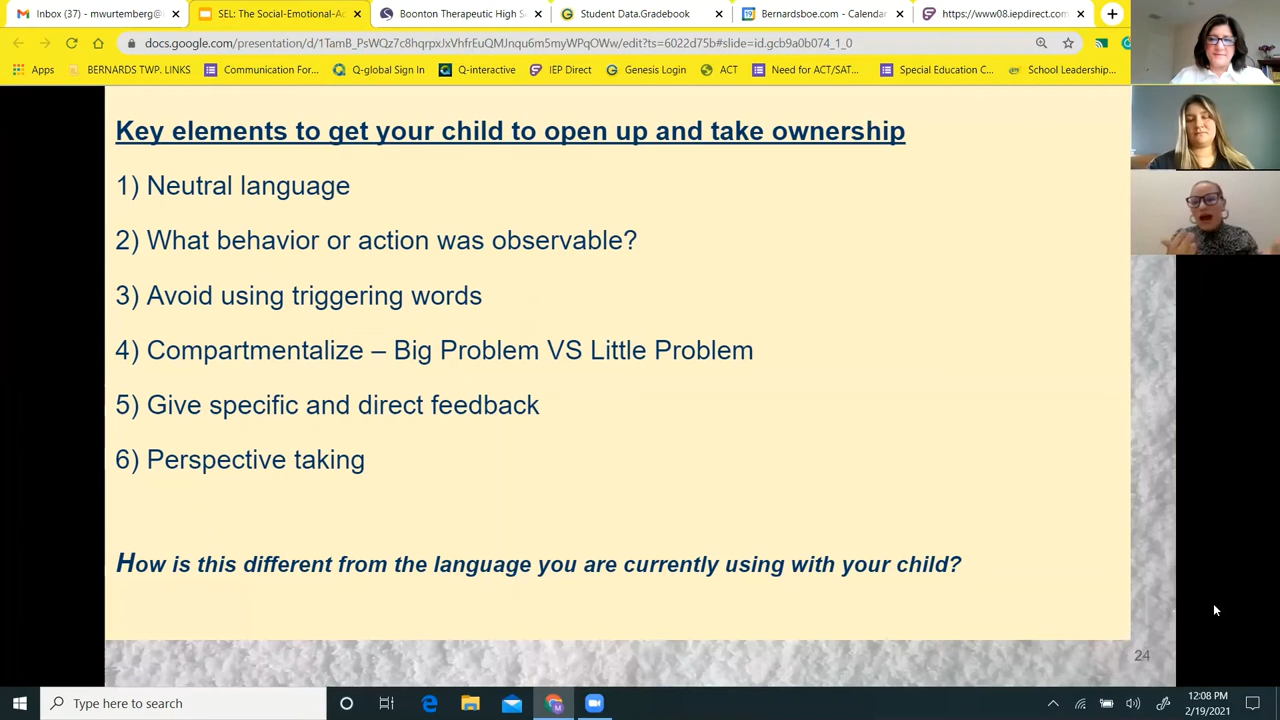 Inbox (37) - mwurtemberg@
SEL: The Social-Emotional-Ac
Boonton Therapeutic High S
Student Data.Gradebook
Bernardsboe.com - Calendar
https://www08.iepdirect.com
docs.google.com/presentation/d/
/edit?ts=6022d75b#slide=id.gcb9a0b074_1_0
Apps
BERNARDS TWP. LINKS
Communication For...
Q-global Sign In
Q-interactive
IEP Direct
Genesis Login
ACT
Need for ACT/SAT...
Special Education C...
School Leadership...
Key elements to get your child to open up and take ownership
1) Neutral language
2) What behavior or action was observable?
3) Avoid using triggering words
4) Compartmentalize – Big Problem VS Little Problem
5) Give specific and direct feedback
6) Perspective taking
How is this different from the language you are currently using with your child?
24
Type here to search
12:08 PM
2/19/2021